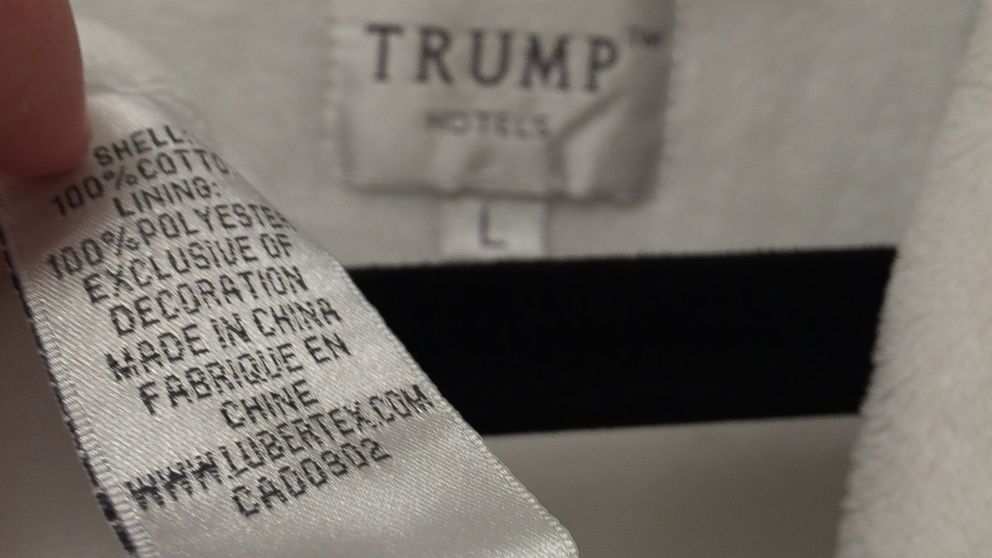 TRUMP™
HOTELS
L
SHELL:
100%COTTO
LINING:
100%POLYESTE
EXCLUSIVE OF
DECORATION
MADE IN CHINA
FABRIQUE EN
CHINE
WWW.LUBERTEX.COM
CA00802